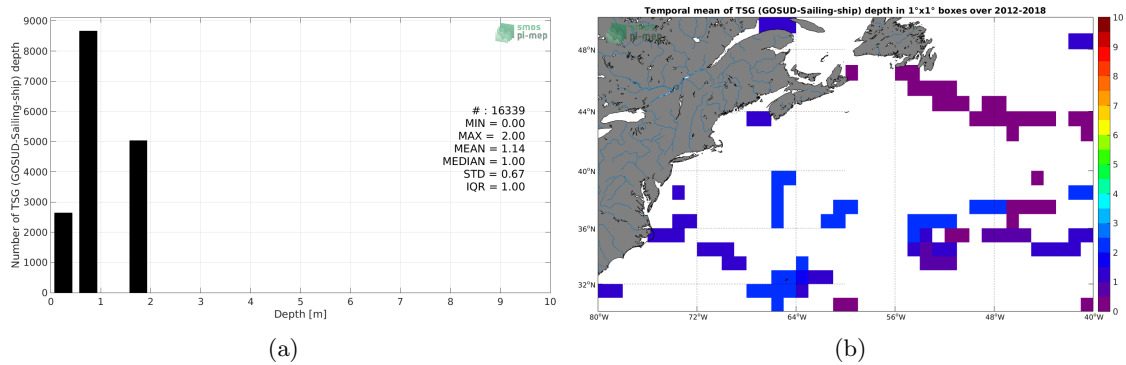 Number of TSG (GOSUD-Sailing-ship) depth
9000
8000
7000
6000
5000
4000
3000
2000
1000
0
0 1 2 3 4 5 6 7 8 9 10
Depth [m]
smos
pi-mep
# : 16339
MIN = 0.00
MAX = 2.00
MEAN = 1.14
MEDIAN = 1.00
STD = 0.67
IQR = 1.00
(a)
Temporal mean of TSG (GOSUD-Sailing-ship) depth in 1°x1° boxes over 2012-2018
smos
pi-mep
48°N
44°N
40°N
36°N
32°N
80°W 72°W 64°W 56°W 48°W 40°W
10
9
8
7
6
5
4
3
2
1
0
(b)